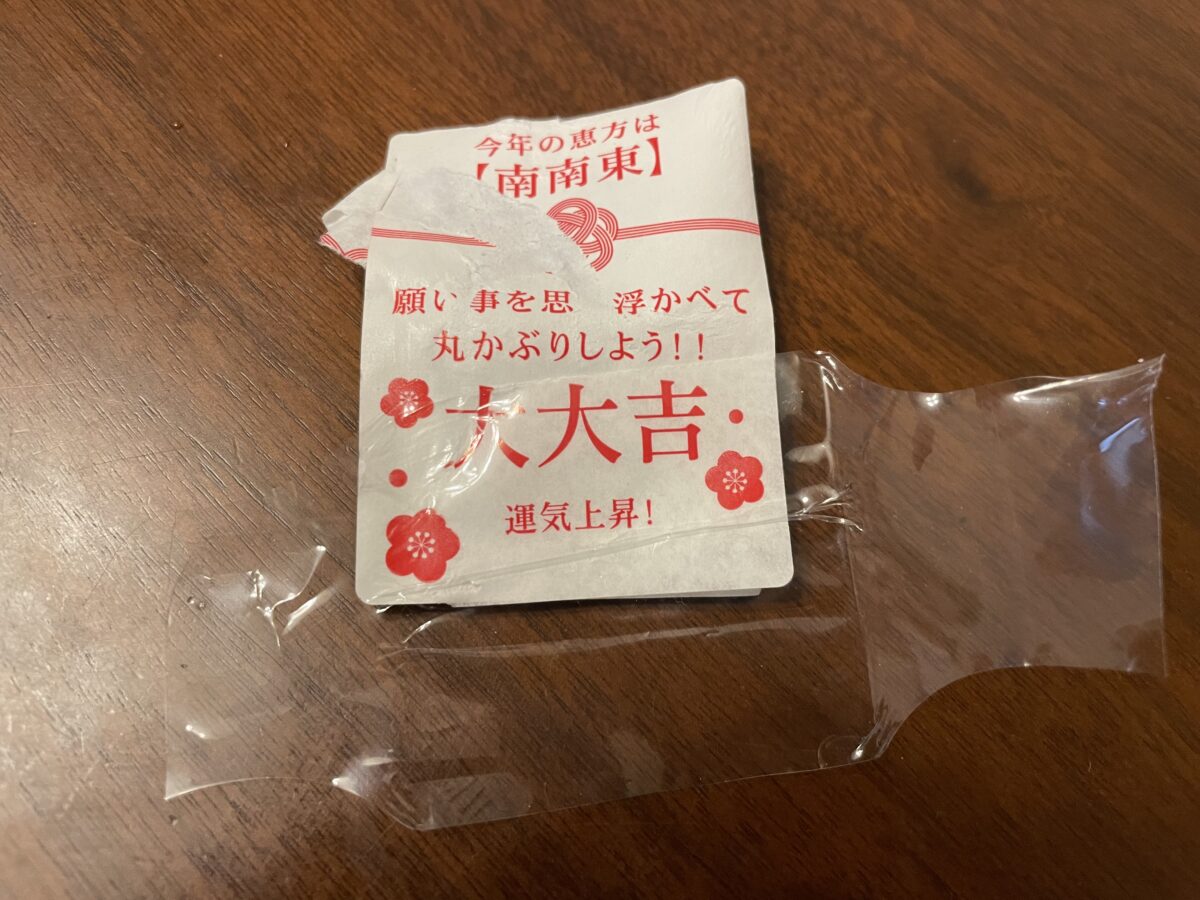 今年の恵方は
【南南東】
願い事を思 浮かべて
丸かぶりしよう!!
大大吉
運気上昇!